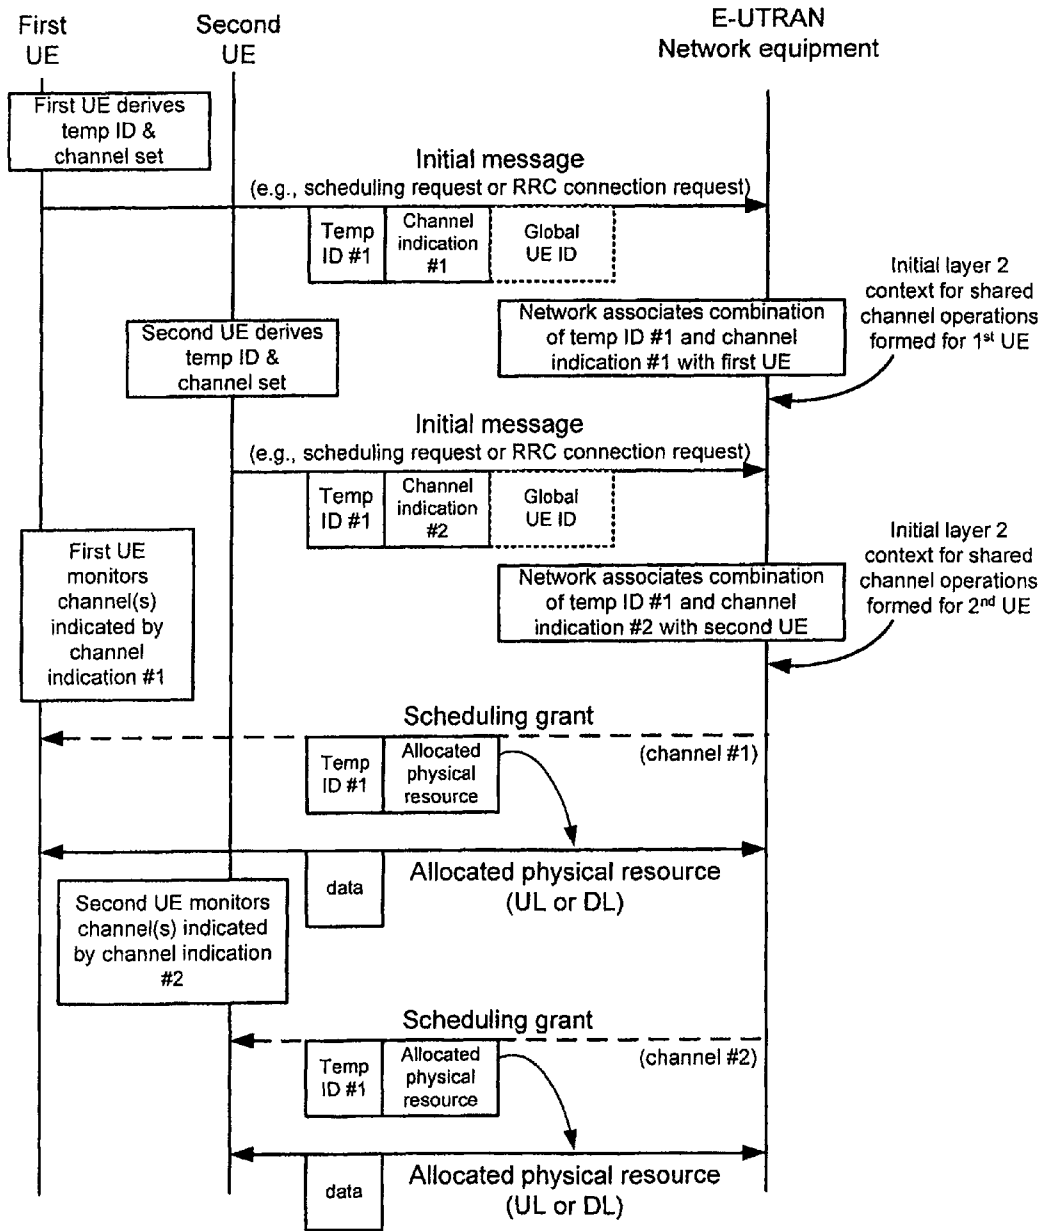 First
UE
Second
UE
E-UTRAN
Network equipment
First UE derives
temp ID &
channel set
Initial message
(e.g., scheduling request or RRC connection request)
Temp
ID #1
Channel
indication
#1
Global
UE ID
Initial layer 2
context for shared
channel operations
formed for 1st UE
Network associates combination
of temp ID #1 and channel
indication #1 with first UE
Second UE derives
temp ID &
channel set
Initial message
(e.g., scheduling request or RRC connection request)
Temp
ID #1
Channel
indication
#2
Global
UE ID
First UE
monitors
channel(s)
indicated by
channel
indication #1
Initial layer 2
context for shared
channel operations
formed for 2nd UE
Network associates combination
of temp ID #1 and channel
indication #2 with second UE
Scheduling grant
(channel #1)
Temp
ID #1
Allocated
physical
resource
data
Allocated physical resource
(UL or DL)
Second UE monitors
channel(s) indicated
by channel indication
#2
Scheduling grant
(channel #2)
Temp
ID #1
Allocated
physical
resource
data
Allocated physical resource
(UL or DL)